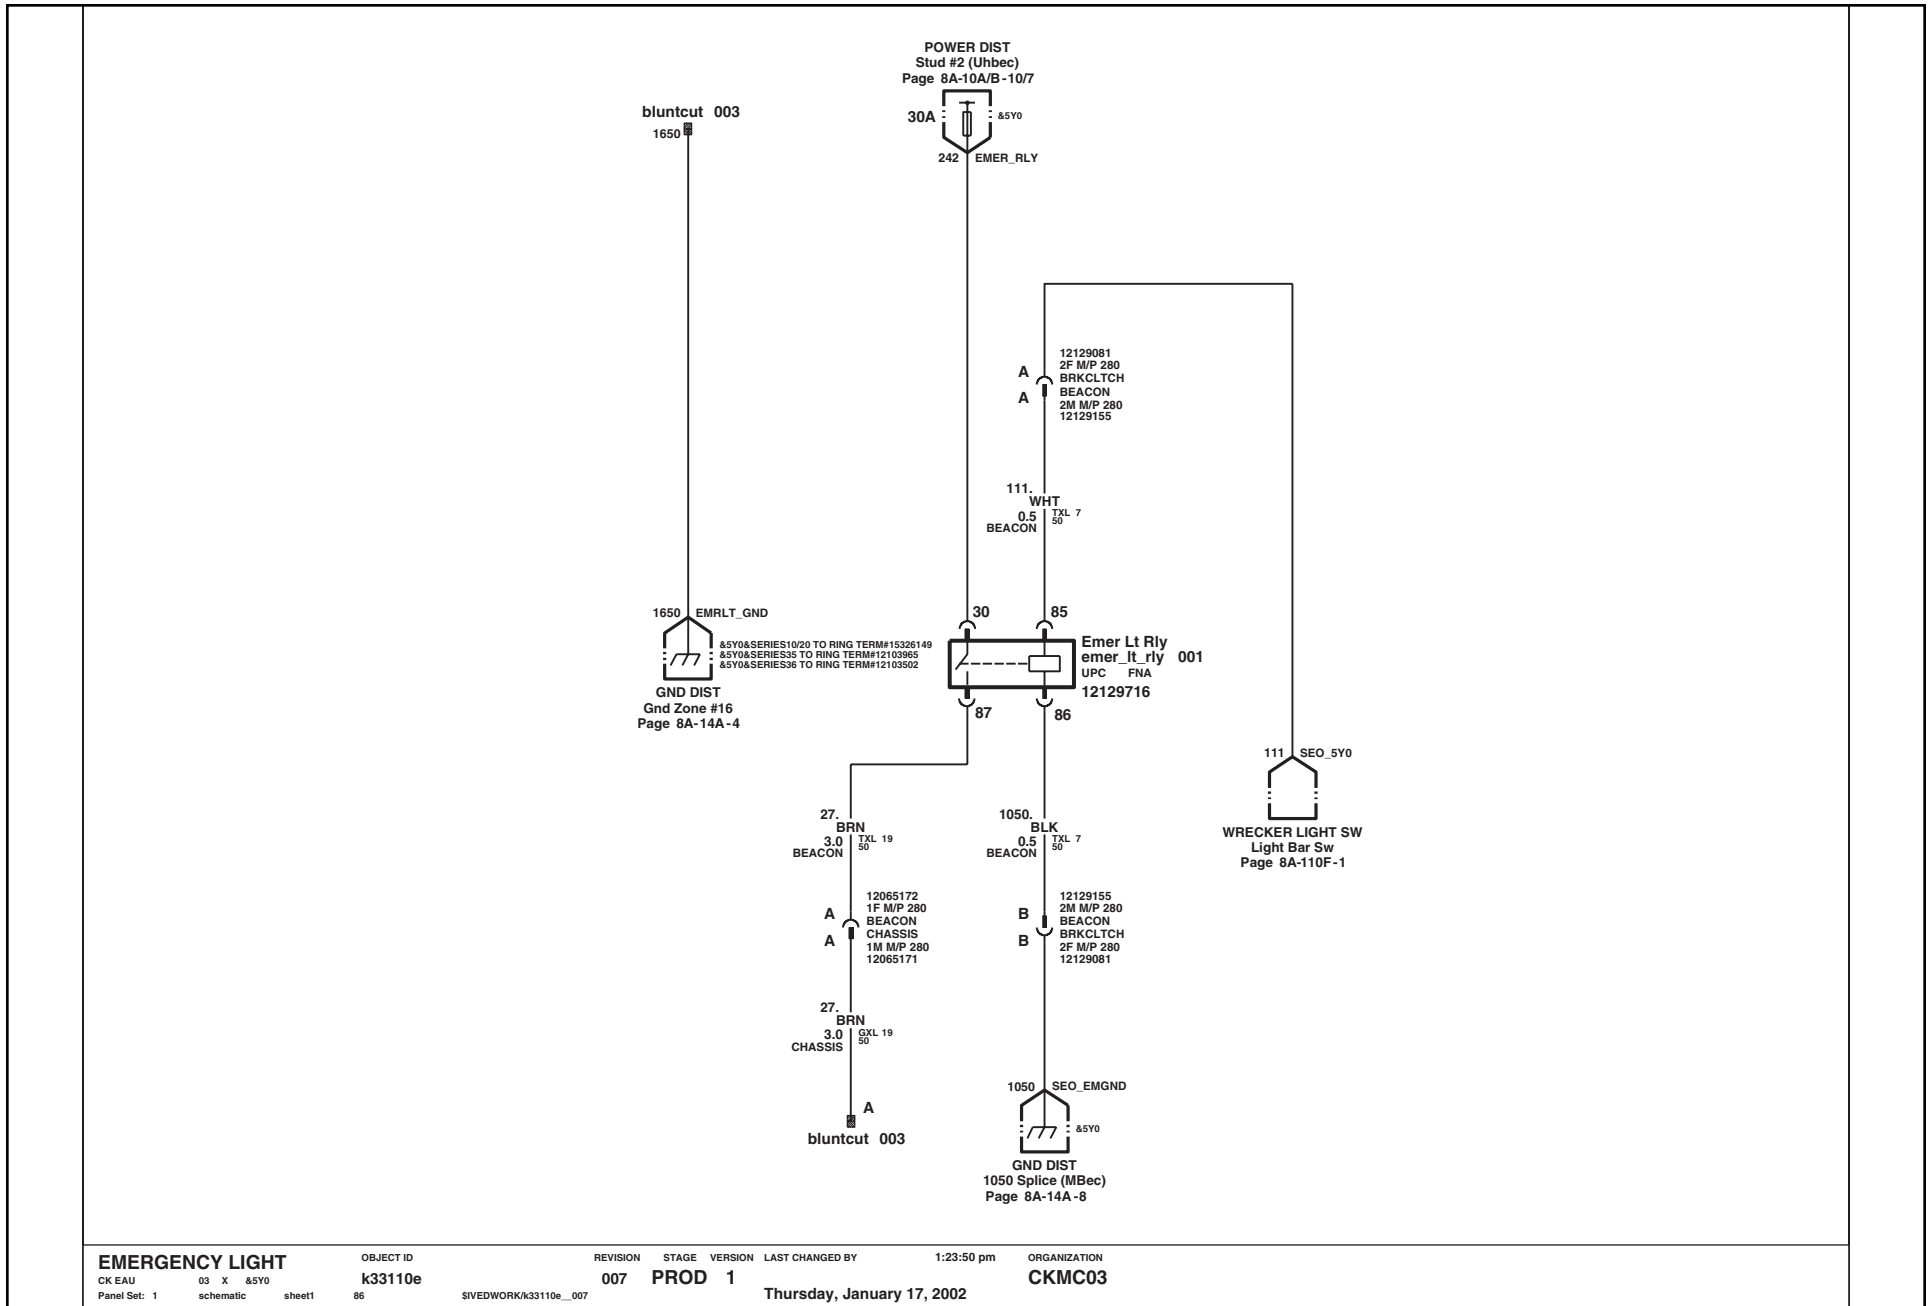 POWER DIST
Stud #2 (Uhbec)
Page 8A-10A/B-10/7
30A
&5Y0
242 EMER_RLY
bluntcut 003
1650
12129081
2F M/P 280
BRKCLTCH
BEACON
2M M/P 280
12129155
A
A
111.
WHT
0.5 TXL 7
BEACON 50
1650 EMRLT_GND
&5Y0&SERIES10/20 TO RING TERM#15326149
&5Y0&SERIES35 TO RING TERM#12103965
&5Y0&SERIES36 TO RING TERM#12103502
GND DIST
Gnd Zone #16
Page 8A-14A-4
30
85
Emer Lt Rly
emer_lt_rly 001
UPC FNA
12129716
87
86
111 SEO_5Y0
WRECKER LIGHT SW
Light Bar Sw
Page 8A-110F-1
27.
BRN
3.0 TXL 19
BEACON 50
1050.
BLK
0.5 TXL 7
BEACON 50
A
A
12065172
1F M/P 280
BEACON
CHASSIS
1M M/P 280
12065171
B
B
12129155
2M M/P 280
BEACON
BRKCLTCH
2F M/P 280
12129081
27.
BRN
3.0 GXL 19
CHASSIS 50
A
bluntcut 003
1050 SEO_EMGND
&5Y0
GND DIST
1050 Splice (MBec)
Page 8A-14A-8
EMERGENCY LIGHT OBJECT ID REVISION STAGE VERSION LAST CHANGED BY 1:23:50 pm ORGANIZATION
CK EAU 03 X &5Y0 k33110e 007 PROD 1 CKMC03
Panel Set: 1 schematic sheet1 86 $IVEDWORK/k33110e__007 Thursday, January 17, 2002